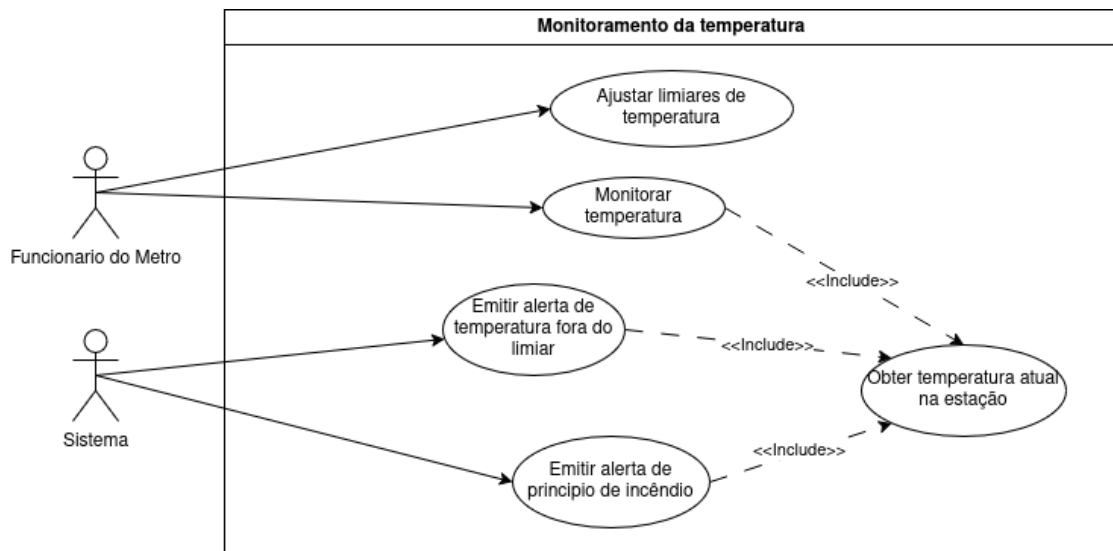 Monitoramento da temperatura
Ajustar limiares de
temperatura
Monitorar
temperatura
Funcionario do Metro
<<Include>>
Emitir alerta de
temperatura fora do
limiar
<<Include>>
Obter temperatura atual
na estação
Sistema
<<Include>>
Emitir alerta de
principio de incêndio